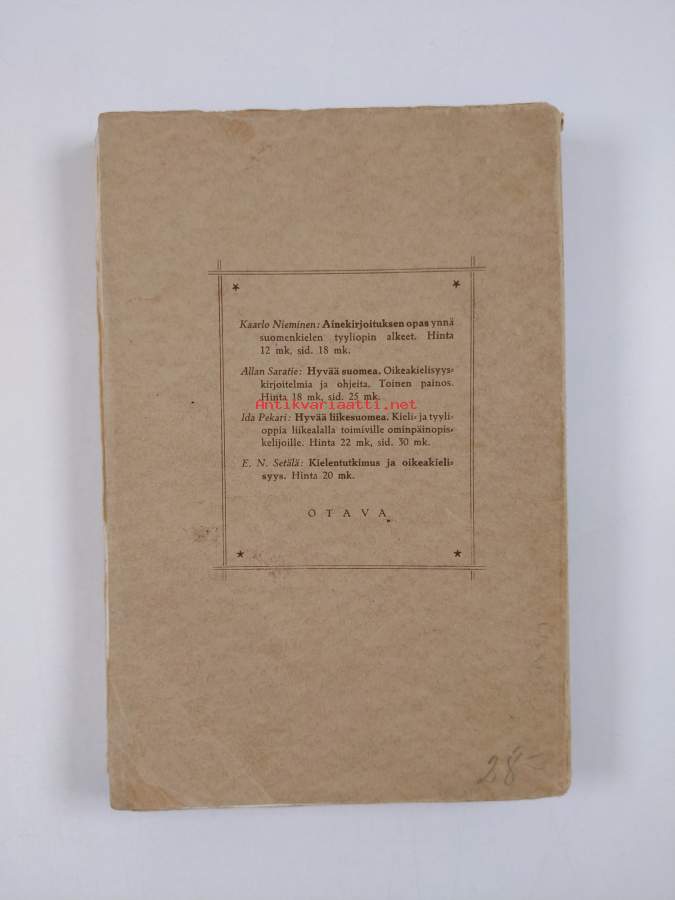 Kaarlo Nieminen: Ainekirjoituksen opas ynnä
suomenkielen tyyliopin alkeet. Hinta
12 mk, sid. 18 mk.
Allan Saratie: Hyvää suomea. Oikeakielisyys-
kirjoitelmia ja ohjeita. Toinen painos.
Hinta 18 mk, sid. 25 mk.
Antikvariaatti.net
Ida Pekari: Hyvää liikesuomea. Kieli- ja tyyli-
oppia liikealalla toimiville ominpäinopis-
kelijoille. Hinta 22 mk, sid. 30 mk.
E. N. Setälä: Kielentutkimus ja oikeakieli-
syys. Hinta 20 mk.
OTAVA
28-